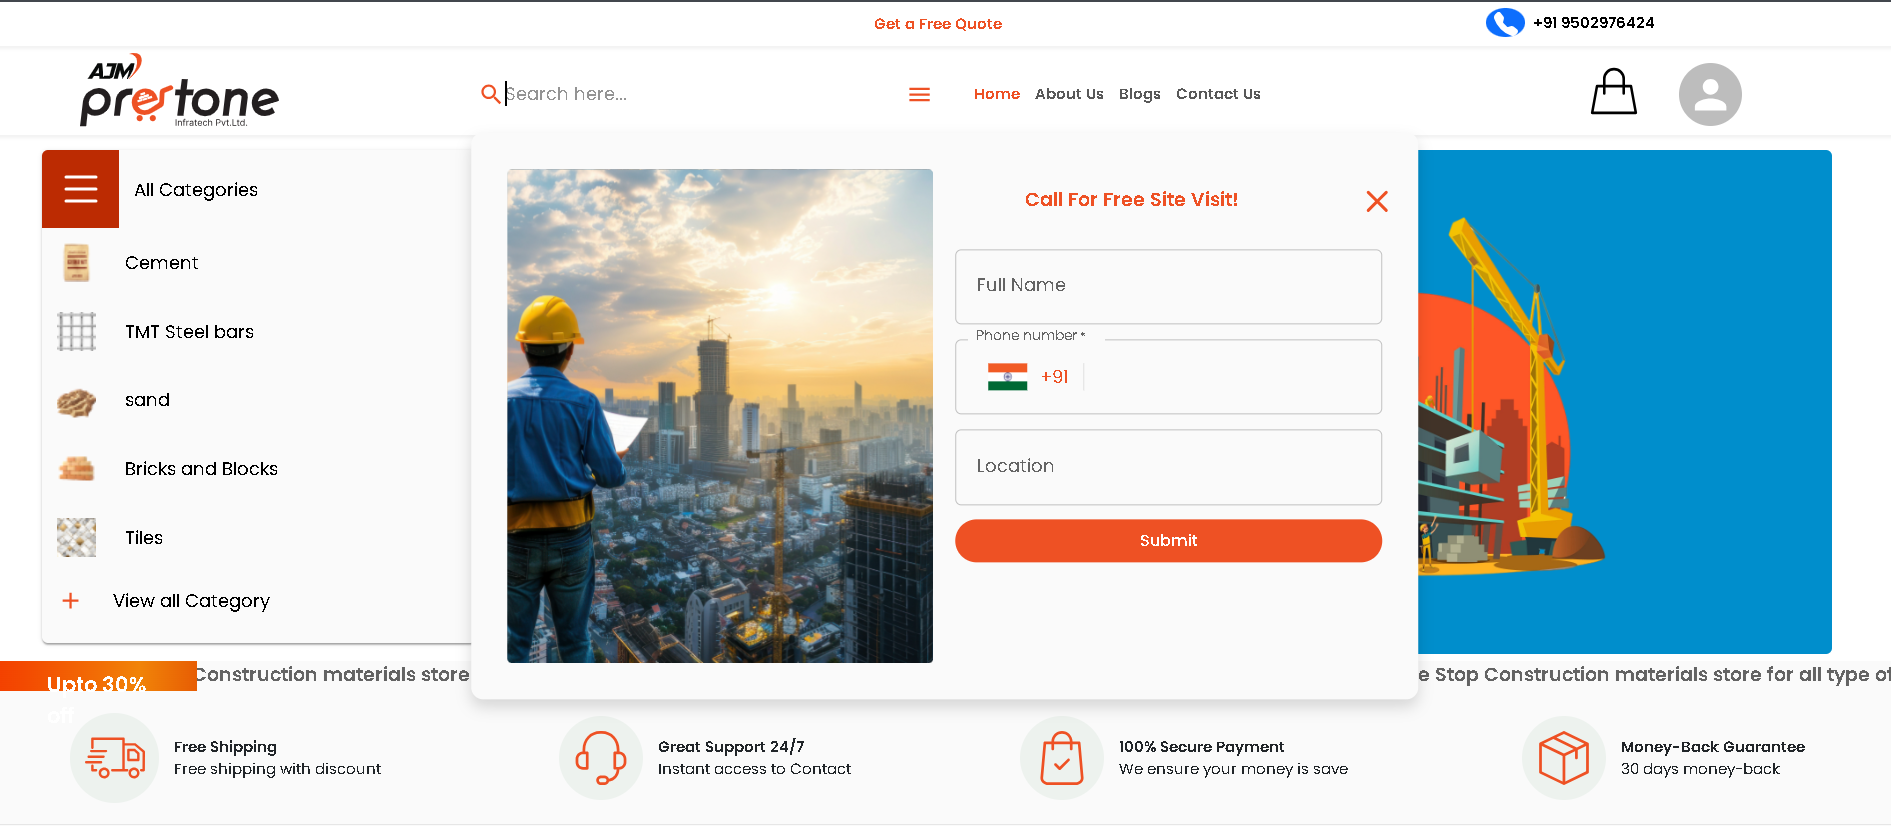 Get a Free Quote
+91 9502976424
AJM
prestone
Infratech Pvt.Ltd.
Search here...
Home
About Us
Blogs
Contact Us
All Categories
Cement
TMT Steel bars
sand
Bricks and Blocks
Tiles
View all Category
Call For Free Site Visit!
Full Name
Phone number *
+91
Location
Submit
Upto 30%
off
Construction materials store
e Stop Construction materials store for all type of
Free Shipping
Free shipping with discount
Great Support 24/7
Instant access to Contact
100% Secure Payment
We ensure your money is save
Money-Back Guarantee
30 days money-back